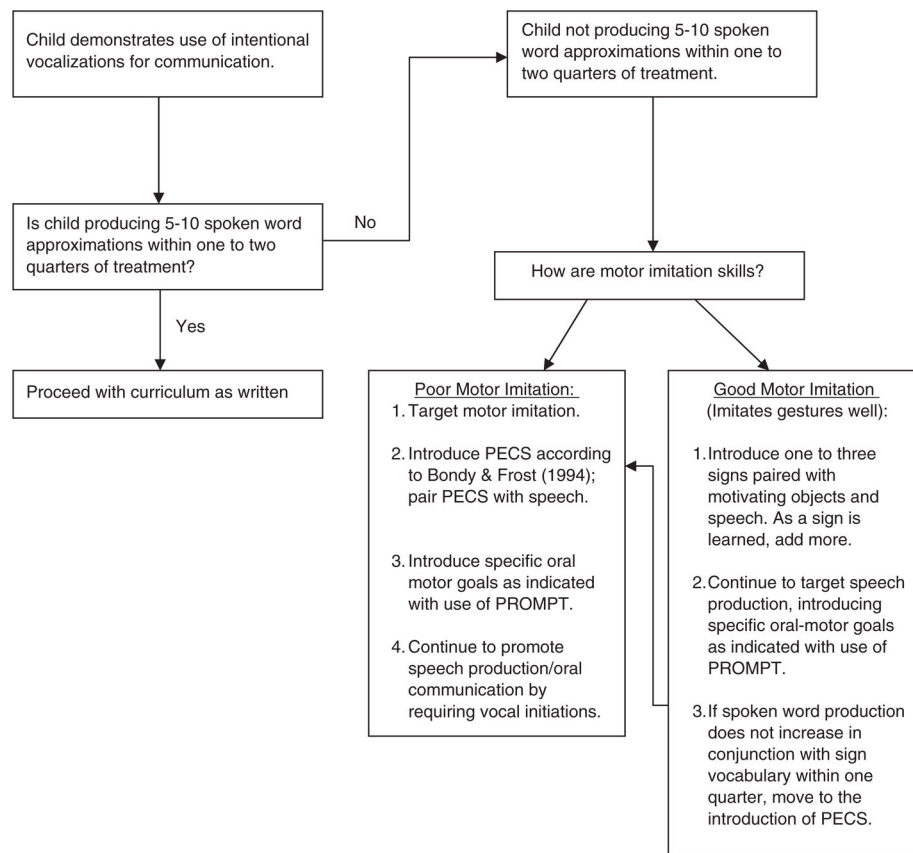 Child demonstrates use of intentional
vocalizations for communication.
Child not producing 5-10 spoken
word approximations within one to
two quarters of treatment.
Is child producing 5-10 spoken word
approximations within one to two
quarters of treatment?
No
How are motor imitation skills?
Yes
Proceed with curriculum as written
Poor Motor Imitation:
1. Target motor imitation.
2. Introduce PECS according
to Bondy & Frost (1994);
pair PECS with speech.
3. Introduce specific oral
motor goals as indicated
with use of PROMPT.
4. Continue to promote
speech production/oral
communication by
requiring vocal initiations.
Good Motor Imitation
(Imitates gestures well):
1. Introduce one to three
signs paired with
motivating objects and
speech. As a sign is
learned, add more.
2. Continue to target speech
production, introducing
specific oral-motor goals
as indicated with use of
PROMPT.
3. If spoken word production
does not increase in
conjunction with sign
vocabulary within one
quarter, move to the
introduction of PECS.